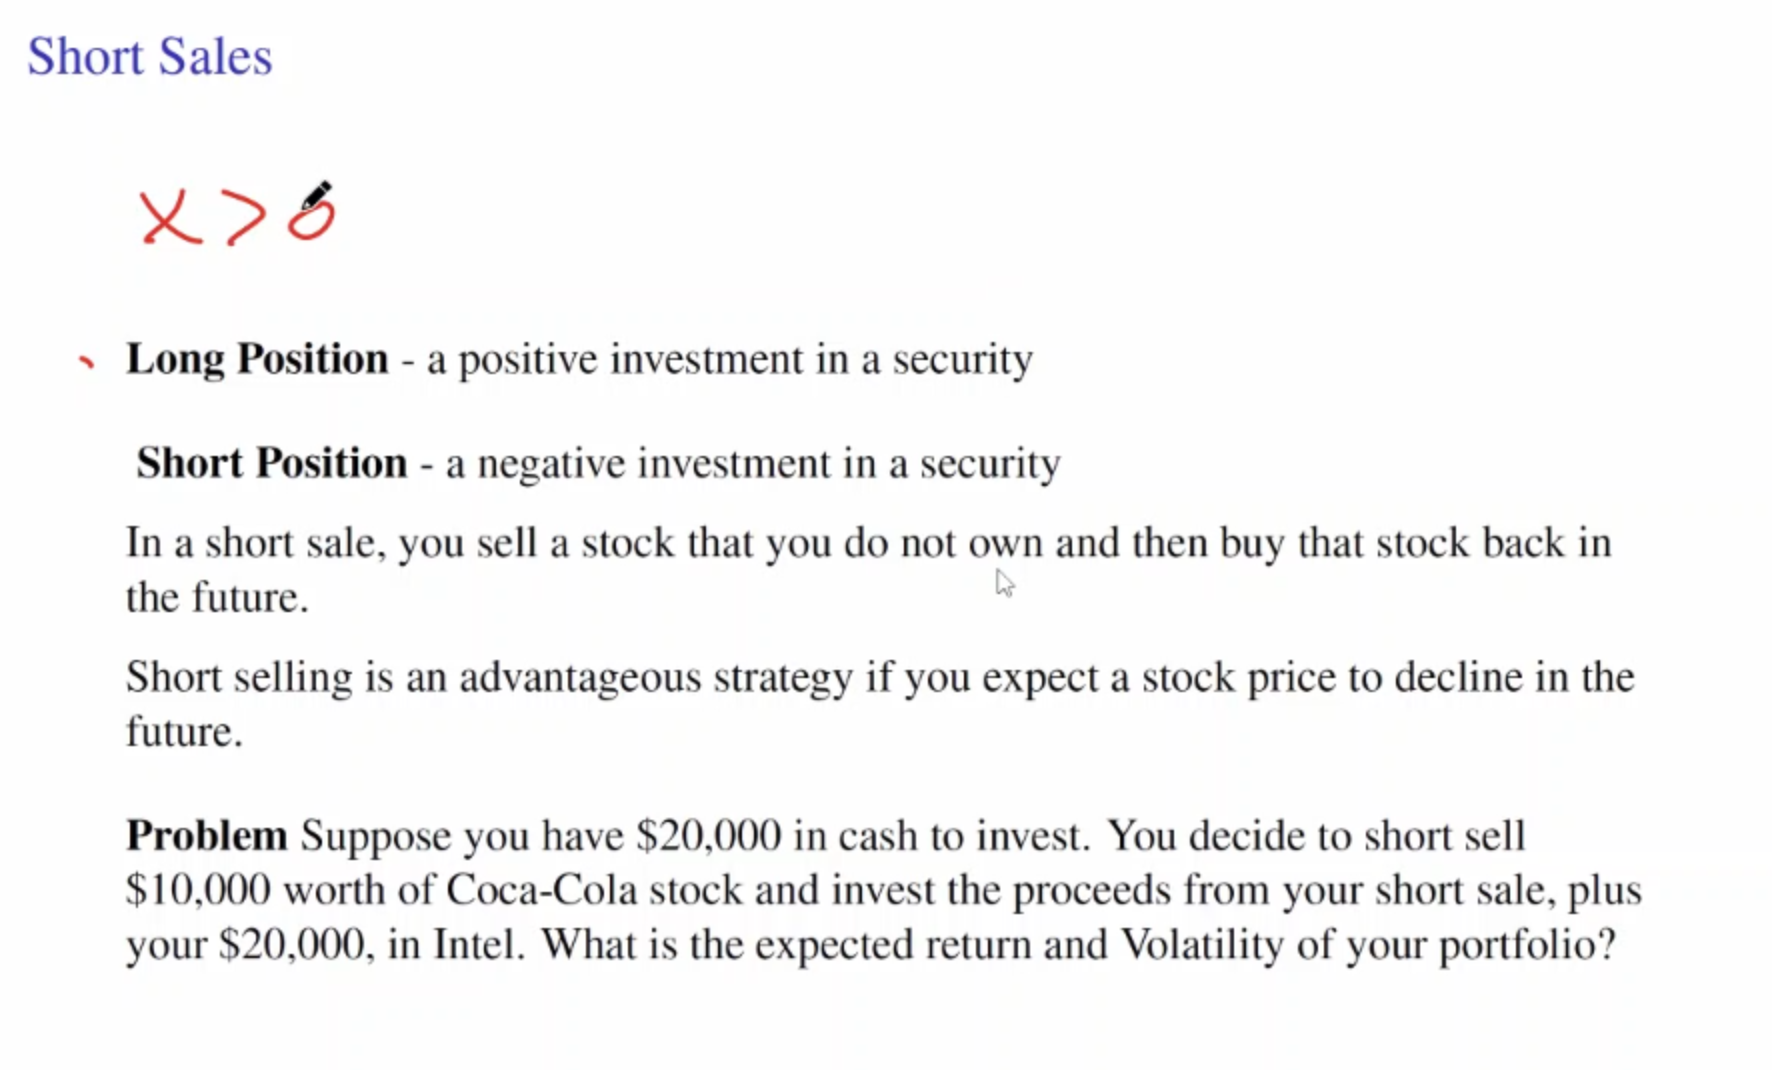 Short Sales
x > 0
Long Position - a positive investment in a security
Short Position - a negative investment in a security
In a short sale, you sell a stock that you do not own and then buy that stock back in
the future.
Short selling is an advantageous strategy if you expect a stock price to decline in the
future.
Problem Suppose you have $20,000 in cash to invest. You decide to short sell
$10,000 worth of Coca-Cola stock and invest the proceeds from your short sale, plus
your $20,000, in Intel. What is the expected return and Volatility of your portfolio?